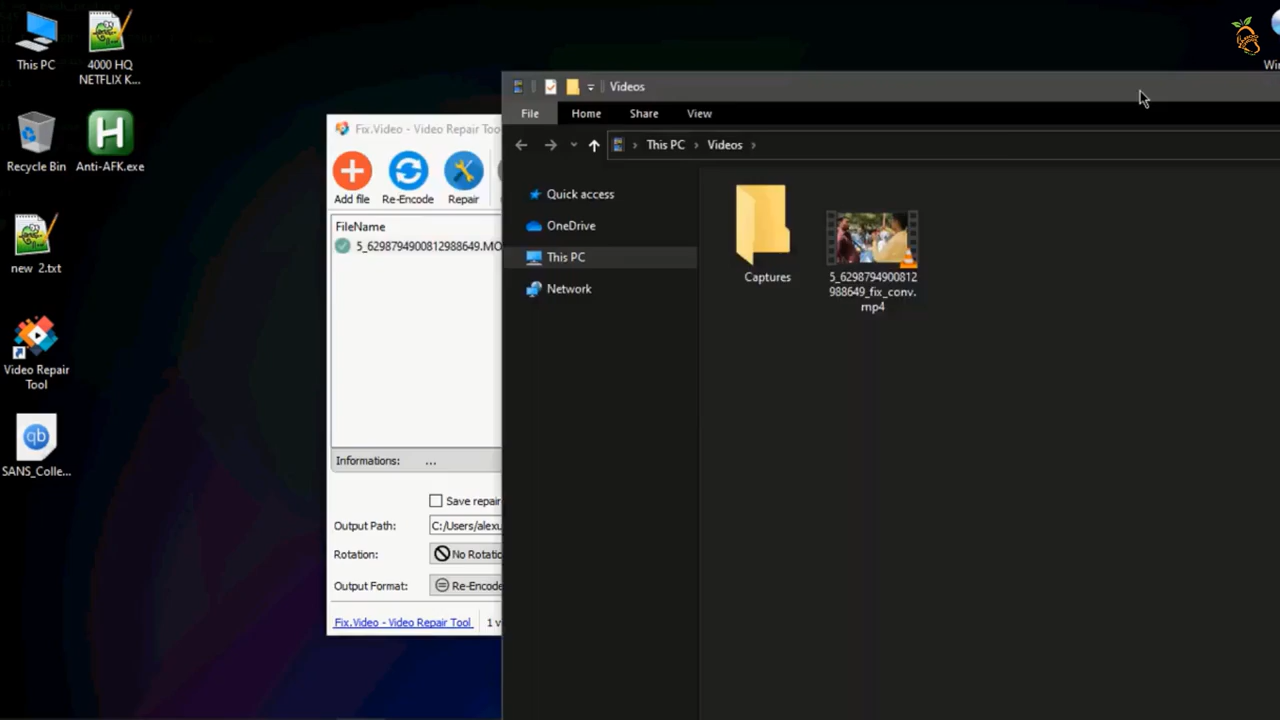 This PC
4000 HQ
NETFLIX K...
Recycle Bin
Anti-AFK.exe
new 2.txt
Video Repair
Tool
SANS_Colle...
Fix.Video - Video Repair Too
Add file
Re-Encode
Repair
FileName
5_6298794900812988649.MO
Informations: ...
Save repair
Output Path: C:/Users/alexu
Rotation: No Rotatio
Output Format: Re-Encode
Fix.Video - Video Repair Tool 1 v
Videos
File Home Share View
This PC > Videos >
Quick access
OneDrive
This PC
Network
Captures
5_6298794900812
988649_fix_conv.
mp4
Win